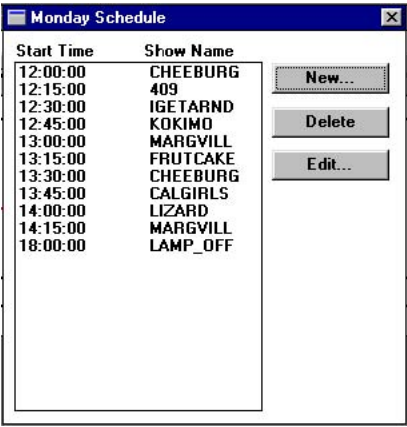 Monday Schedule
Start Time Show Name
12:00:00 CHEEBURG
12:15:00 409
12:30:00 IGETARND
12:45:00 KOKIMO
13:00:00 MARGVILL
13:15:00 FRUTCAKE
13:30:00 CHEEBURG
13:45:00 CALGIRLS
14:00:00 LIZARD
14:15:00 MARGVILL
18:00:00 LAMP_OFF
New...
Delete
Edit...